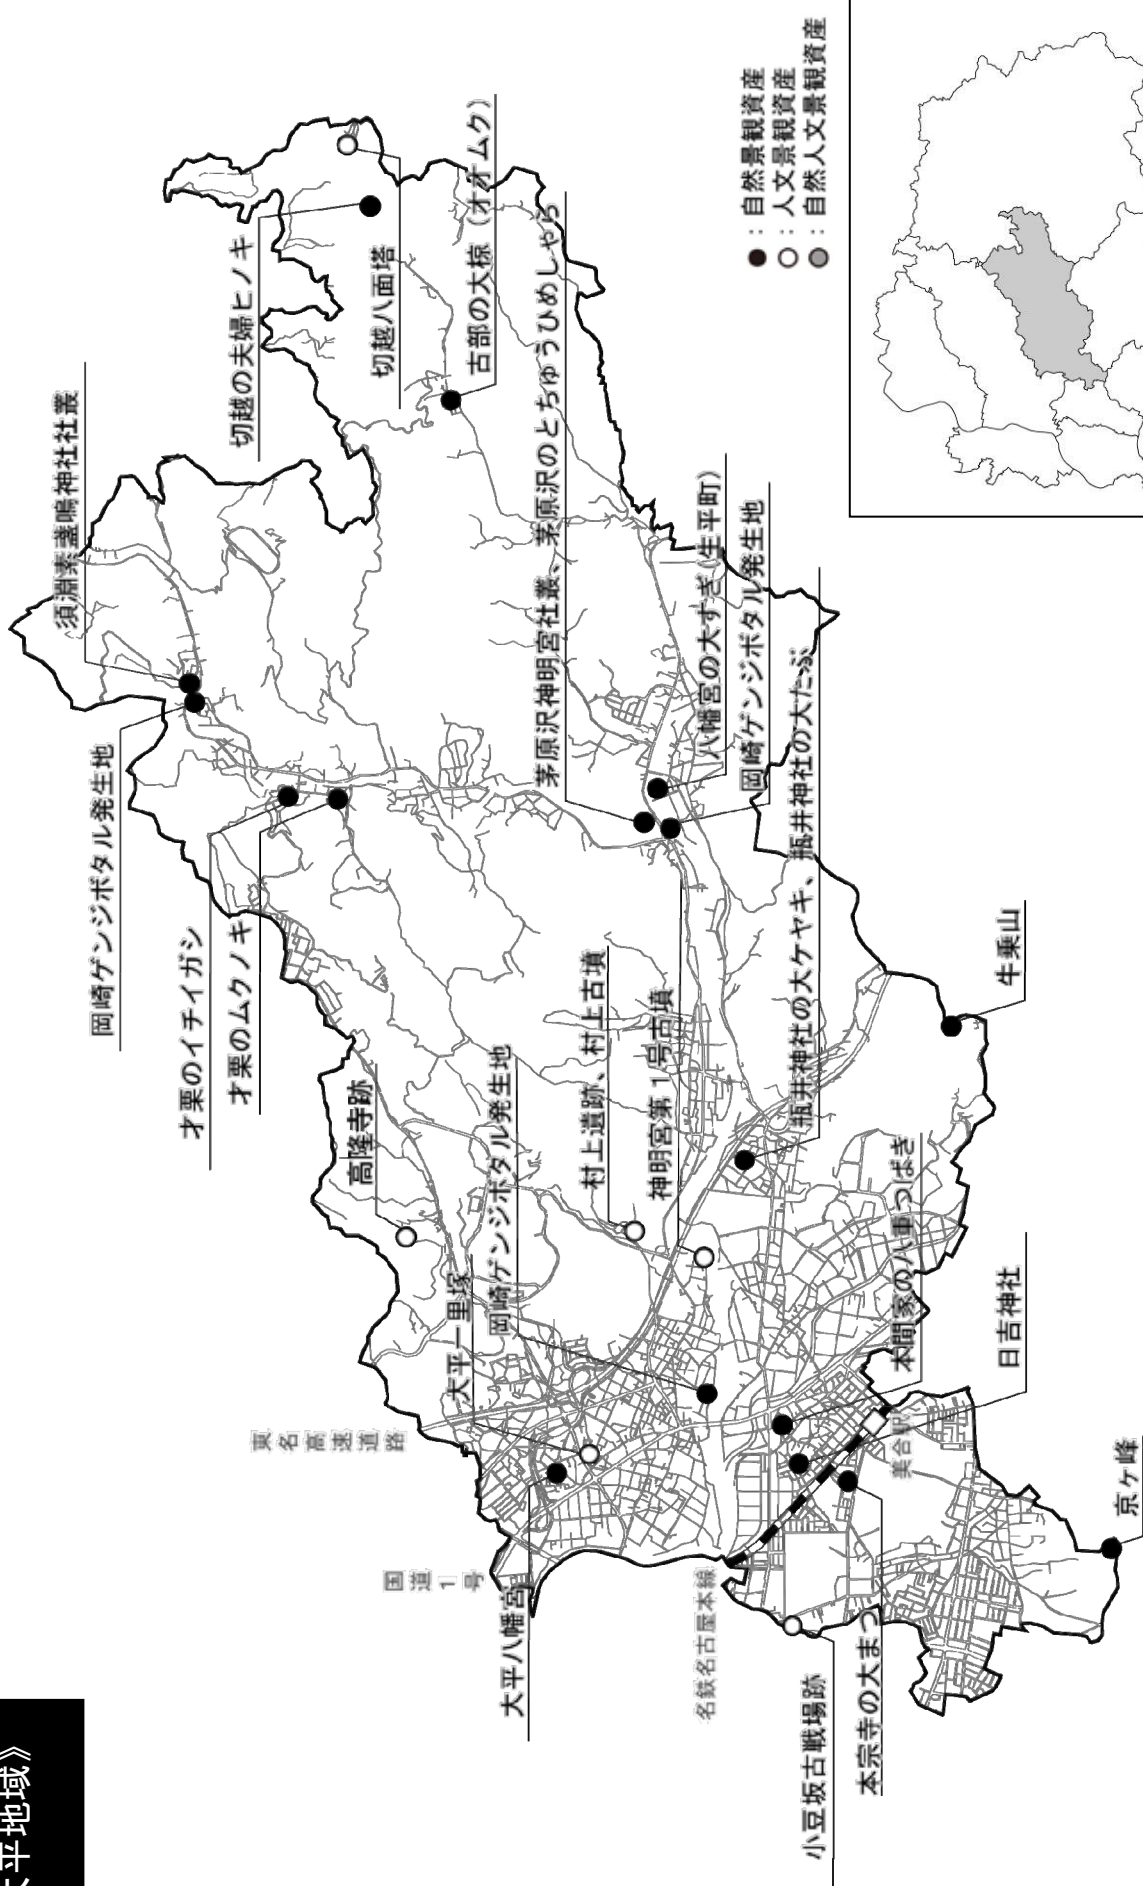 平地域》
須淵素盞嗚神社社叢
岡崎ゲンジボタル発生地
才栗のイチイガシ
才栗のムクノキ
切越の夫婦ヒノキ
切越八面塔
古部の大椋（オオムク）
茅原沢神明宮社叢、茅原沢のとちゅうひめしゃら
八幡宮の大すぎ（生平町）
岡崎ゲンジボタル発生地
瓶井神社の大ケヤキ、瓶井神社の大たぶ
高隆寺跡
村上遺跡、村上古墳
神明宮第1号古墳
岡崎ゲンジボタル発生地
大平一里塚
東名高速道路
国道1号
大平八幡宮
名鉄名古屋本線
美合駅
牛乗山
本間家の八重つばき
日吉神社
京ヶ峰
本宗寺の大まつ
小豆坂古戦場跡
●：自然景観資産
○：人文景観資産
●：自然人文景観資産